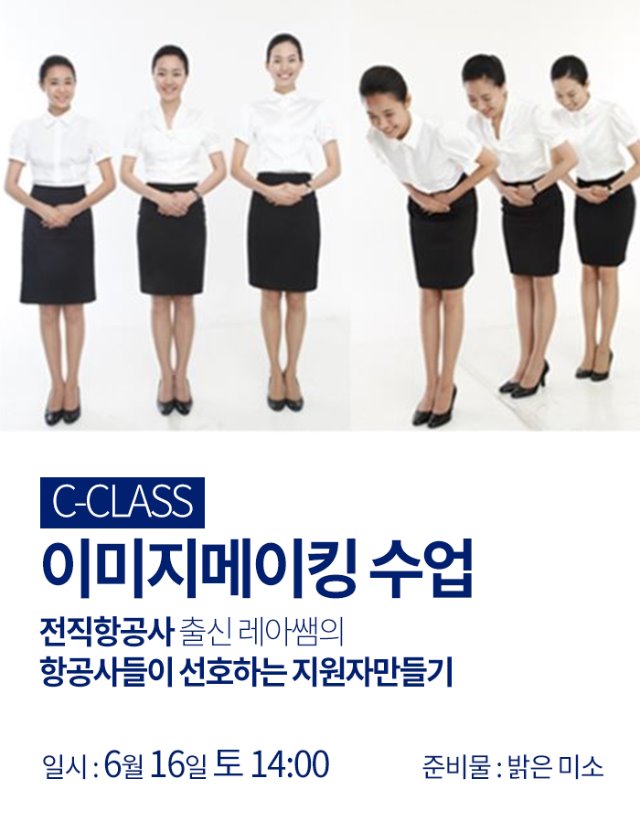 C-CLASS
이미지메이킹 수업
전직항공사 출신 레아쌤의
항공사들이 선호하는 지원자만들기
일시 : 6월 16일 토 14:00 준비물 : 밝은 미소